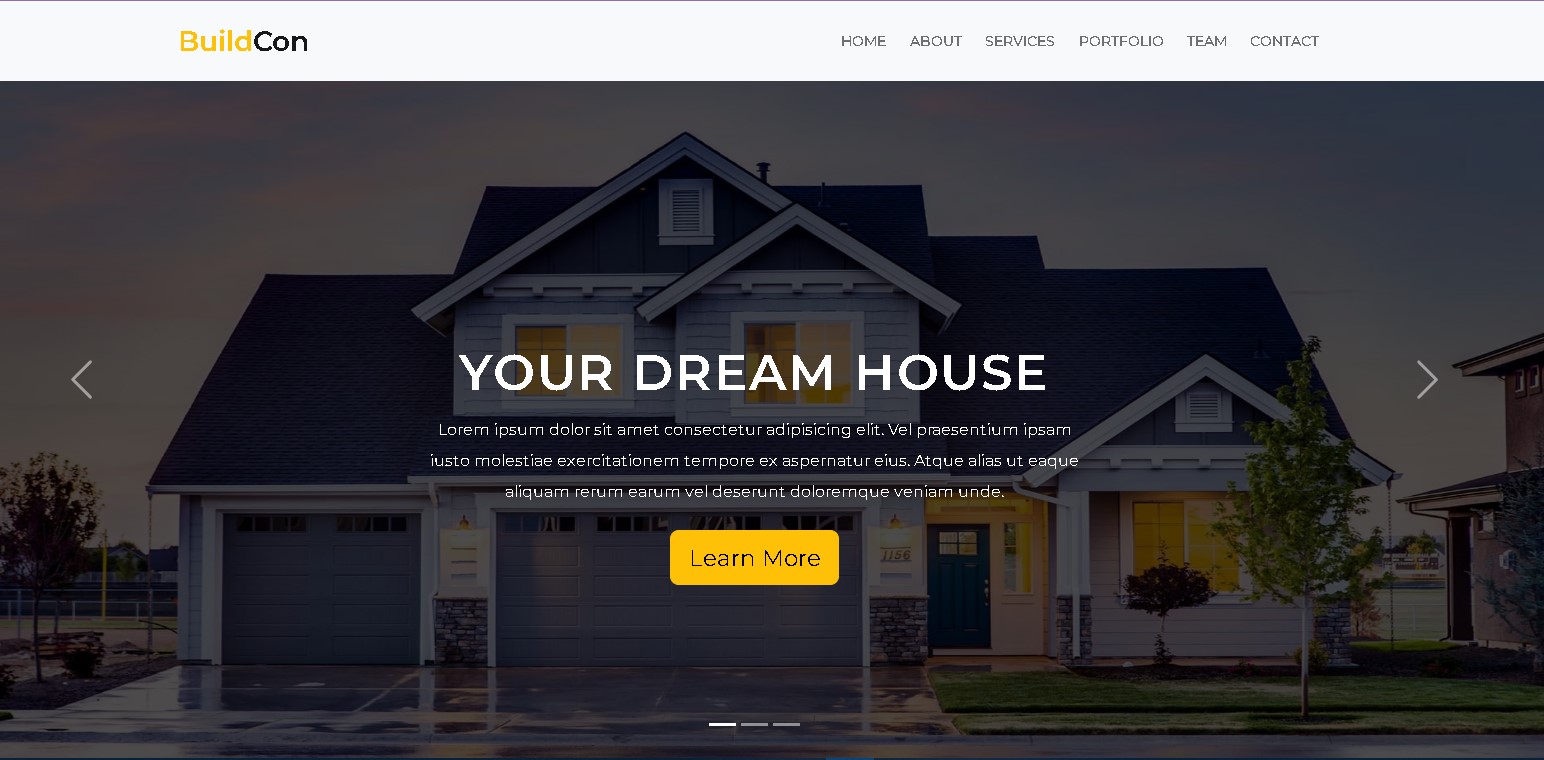 BuildCon
HOME ABOUT SERVICES PORTFOLIO TEAM CONTACT
YOUR DREAM HOUSE
Lorem ipsum dolor sit amet consectetur adipisicing elit. Vel praesentium ipsam
iusto molestiae exercitationem tempore ex aspernatur eius. Atque alias ut eaque
aliquam rerum earum vel deserunt doloremque veniam unde.
Learn More
1156